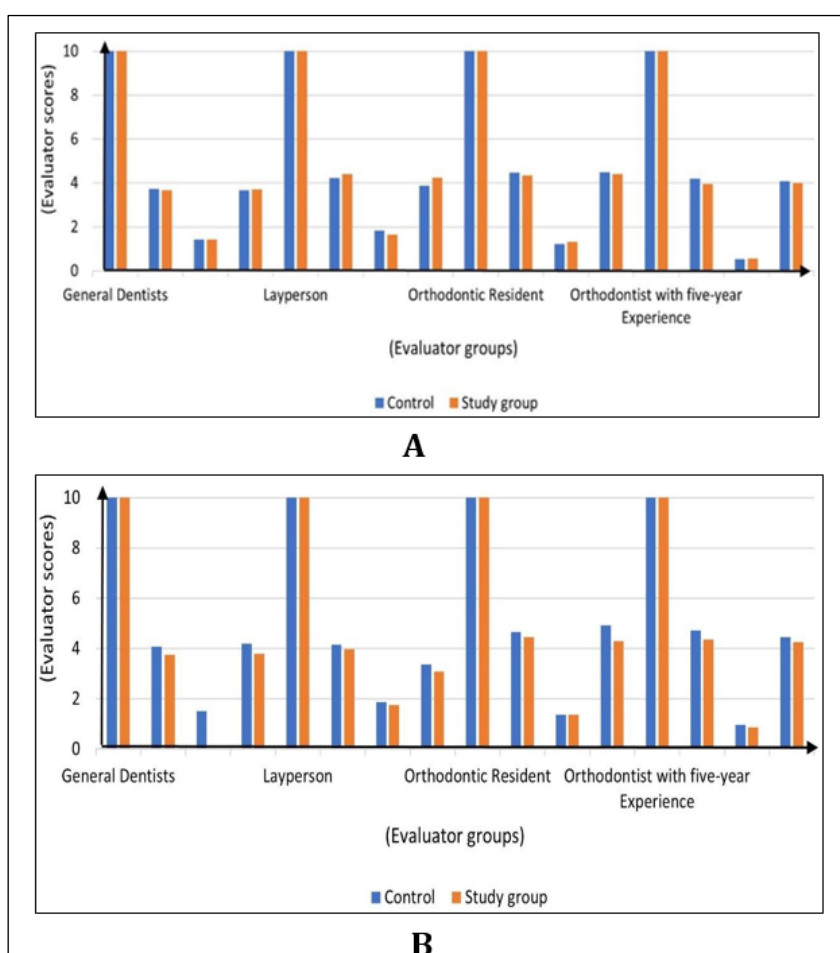 (Evaluator scores)
10
8
6
4
2
0
General Dentists Layperson Orthodontic Resident Orthodontist with five-year
Experience
(Evaluator groups)
Control Study group
A
(Evaluator scores)
10
8
6
4
2
0
General Dentists Layperson Orthodontic Resident Orthodontist with five-year
Experience
(Evaluator groups)
Control Study group
B